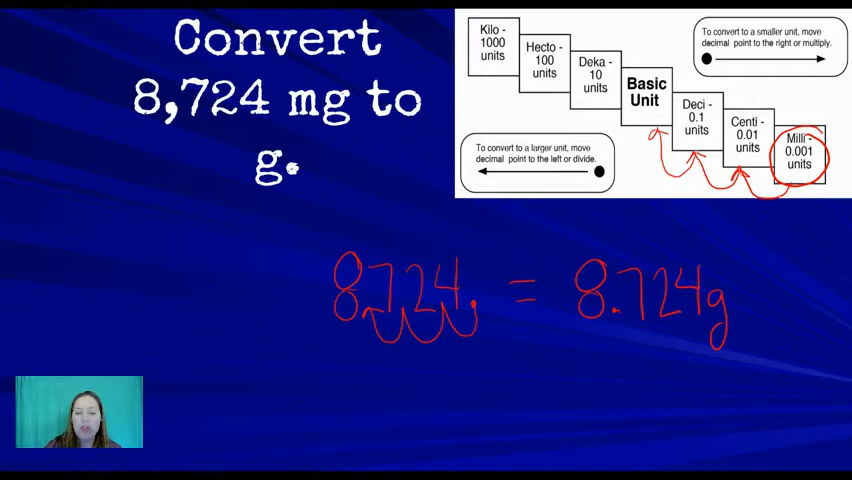 Convert
8,724 mg to
g.
Kilo -
1000
units
Hecto -
100
units
Deka -
10
units
Basic
Unit
Deci -
0.1
units
Centi -
0.01
units
Milli -
0.001
units
To convert to a smaller unit, move
decimal point to the right or multiply.
To convert to a larger unit, move
decimal point to the left or divide.
8724. = 8.724g